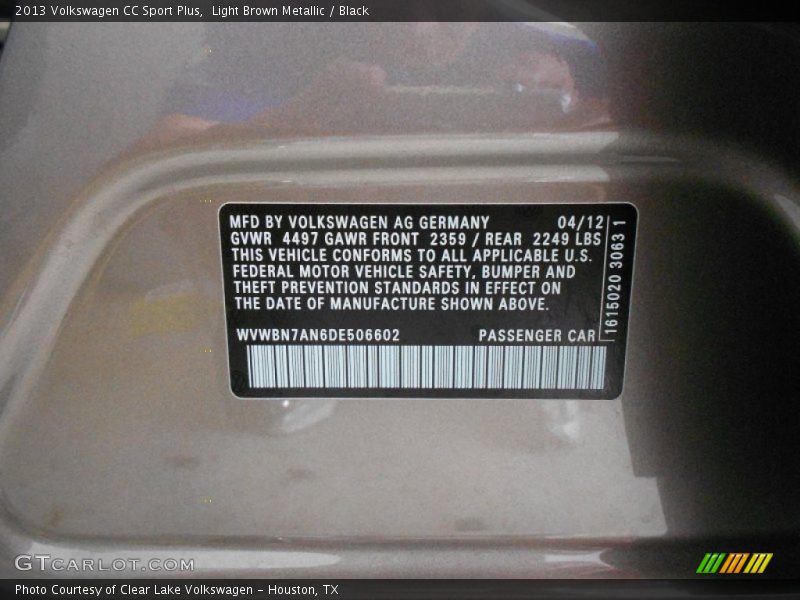 2013 Volkswagen CC Sport Plus,  Light Brown Metallic / Black
MFD BY VOLKSWAGEN AG GERMANY 04/12
GVWR 4497 GAWR FRONT 2359 / REAR 2249 LBS
THIS VEHICLE CONFORMS TO ALL APPLICABLE U.S.
FEDERAL MOTOR VEHICLE SAFETY, BUMPER AND
THEFT PREVENTION STANDARDS IN EFFECT ON
THE DATE OF MANUFACTURE SHOWN ABOVE.
WVWBN7AN6DE506602 PASSENGER CAR
1615020 3063 1
GTCARLOT.COM
Photo Courtesy of Clear Lake Volkswagen - Houston, TX